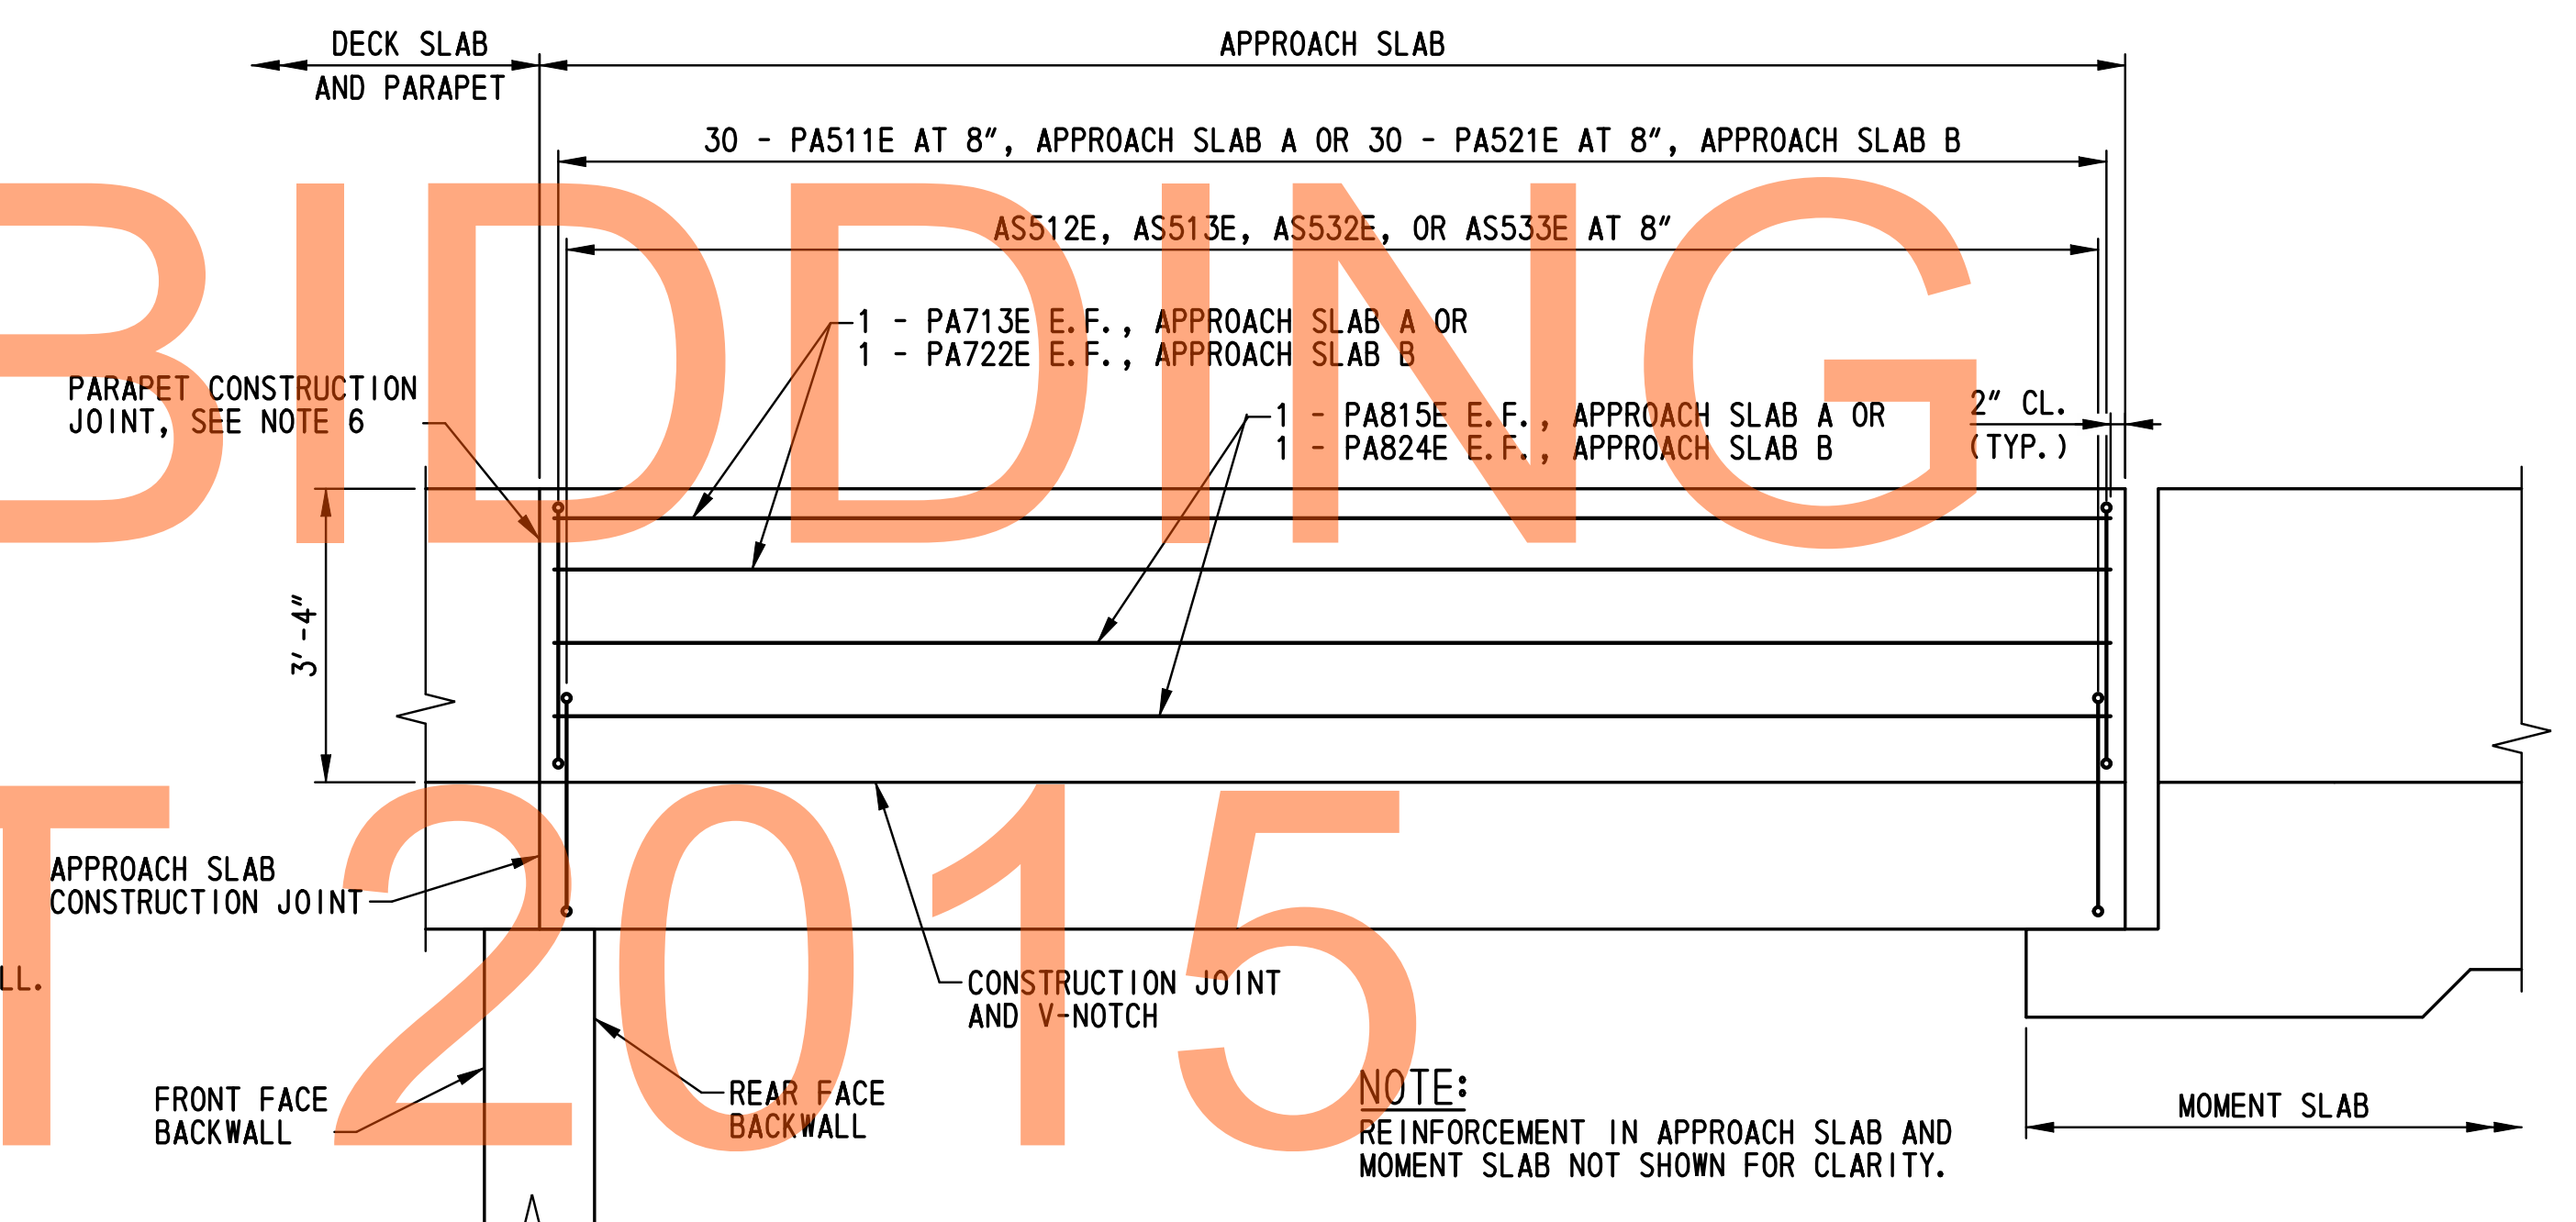 DECK SLAB
AND PARAPET
APPROACH SLAB
30 - PA511E AT 8", APPROACH SLAB A OR 30 - PA521E AT 8", APPROACH SLAB B
AS512E, AS513E, AS532E, OR AS533E AT 8"
1 - PA713E E.F., APPROACH SLAB A OR
1 - PA722E E.F., APPROACH SLAB B
PARAPET CONSTRUCTION
JOINT, SEE NOTE 6
1 - PA815E E.F., APPROACH SLAB A OR
1 - PA824E E.F., APPROACH SLAB B
2" CL.
(TYP.)
3'-4"
APPROACH SLAB
CONSTRUCTION JOINT
LL.
CONSTRUCTION JOINT
AND V-NOTCH
FRONT FACE
BACKWALL
REAR FACE
BACKWALL
NOTE:
REINFORCEMENT IN APPROACH SLAB AND
MOMENT SLAB NOT SHOWN FOR CLARITY.
MOMENT SLAB
BIDDING
T 2015